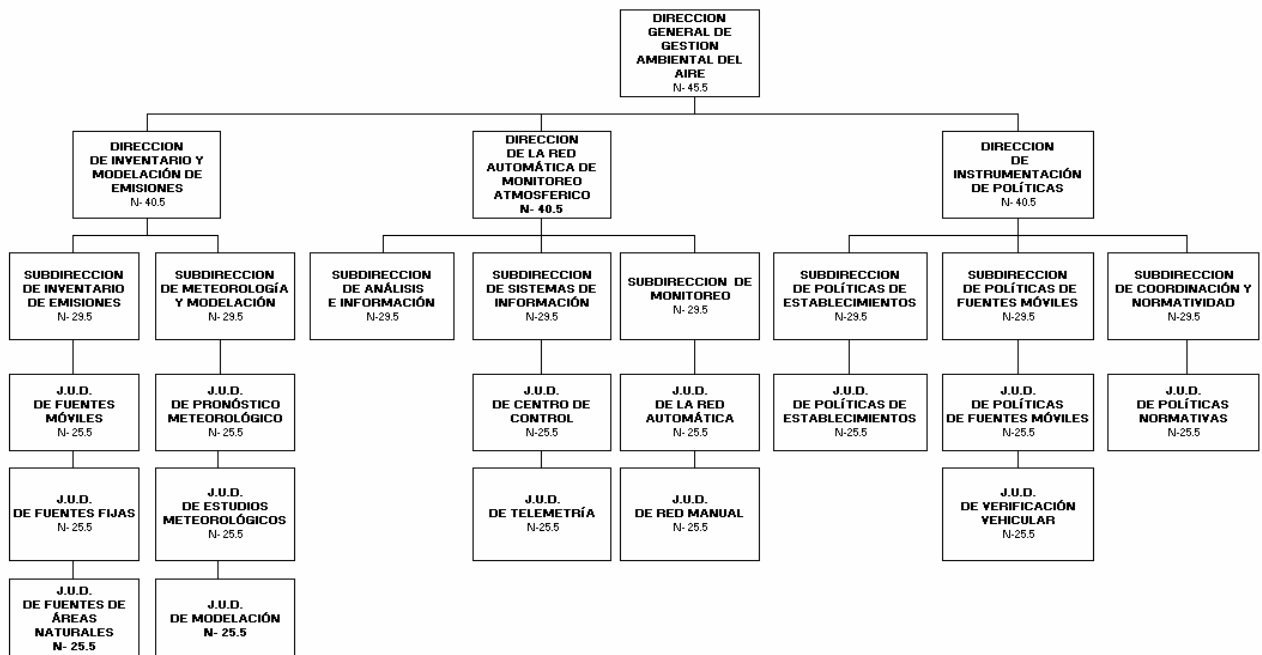 DIRECCION
GENERAL DE
GESTION
AMBIENTAL DEL
AIRE
N- 45.5
DIRECCION
DE INVENTARIO Y
MODELACIÓN DE
EMISIONES
N- 40.5
DIRECCION
DE LA RED
AUTOMÁTICA DE
MONITOREO
ATMOSFERICO
N- 40.5
DIRECCION
DE
INSTRUMENTACIÓN
DE POLÍTICAS
N- 40.5
SUBDIRECCION
DE INVENTARIO
DE EMISIONES
N- 29.5
SUBDIRECCION
DE METEOROLOGÍA
Y MODELACIÓN
N- 29.5
SUBDIRECCION
DE ANÁLISIS
E INFORMACIÓN
N-29.5
SUBDIRECCION
DE SISTEMAS DE
INFORMACIÓN
N-29.5
SUBDIRECCION DE
MONITOREO
N- 29.5
SUBDIRECCION
DE POLÍTICAS DE
ESTABLECIMIENTOS
N-29.5
SUBDIRECCION
DE POLÍTICAS DE
FUENTES MÓVILES
N-29.5
SUBDIRECCION
DE COORDINACIÓN Y
NORMATIVIDAD
N-29.5
J.U.D.
DE FUENTES
MÓVILES
N- 25.5
J.U.D.
DE PRONÓSTICO
METEOROLÓGICO
N- 25.5
J.U.D.
DE CENTRO DE
CONTROL
N-25.5
J.U.D.
DE LA RED
AUTOMÁTICA
N- 25.5
J.U.D.
DE POLÍTICAS DE
ESTABLECIMIENTOS
N-25.5
J.U.D.
DE POLÍTICAS
DE FUENTES MÓVILES
N-25.5
J.U.D.
DE POLÍTICAS
NORMATIVAS
N-25.5
J.U.D.
DE FUENTES FIJAS
N- 25.5
J.U.D.
DE ESTUDIOS
METEOROLÓGICOS
N- 25.5
J.U.D.
DE TELEMETRÍA
N-25.5
J.U.D.
DE RED MANUAL
N- 25.5
J.U.D.
DE VERIFICACIÓN
VEHICULAR
N-25.5
J.U.D.
DE FUENTES DE
ÁREAS
NATURALES
N- 25.5
J.U.D.
DE MODELACIÓN
N- 25.5